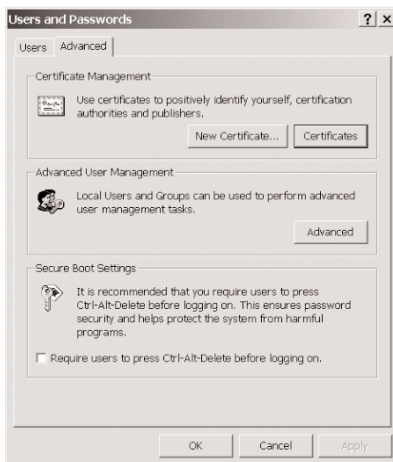 Users and Passwords
Users Advanced
Certificate Management
Use certificates to positively identify yourself, certification
authorities and publishers.
New Certificate... Certificates
Advanced User Management
Local Users and Groups can be used to perform advanced
user management tasks.
Advanced
Secure Boot Settings
It is recommended that you require users to press
Ctrl-Alt-Delete before logging on. This ensures password
security and helps protect the system from harmful
programs.
Require users to press Ctrl-Alt-Delete before logging on.
OK Cancel Apply